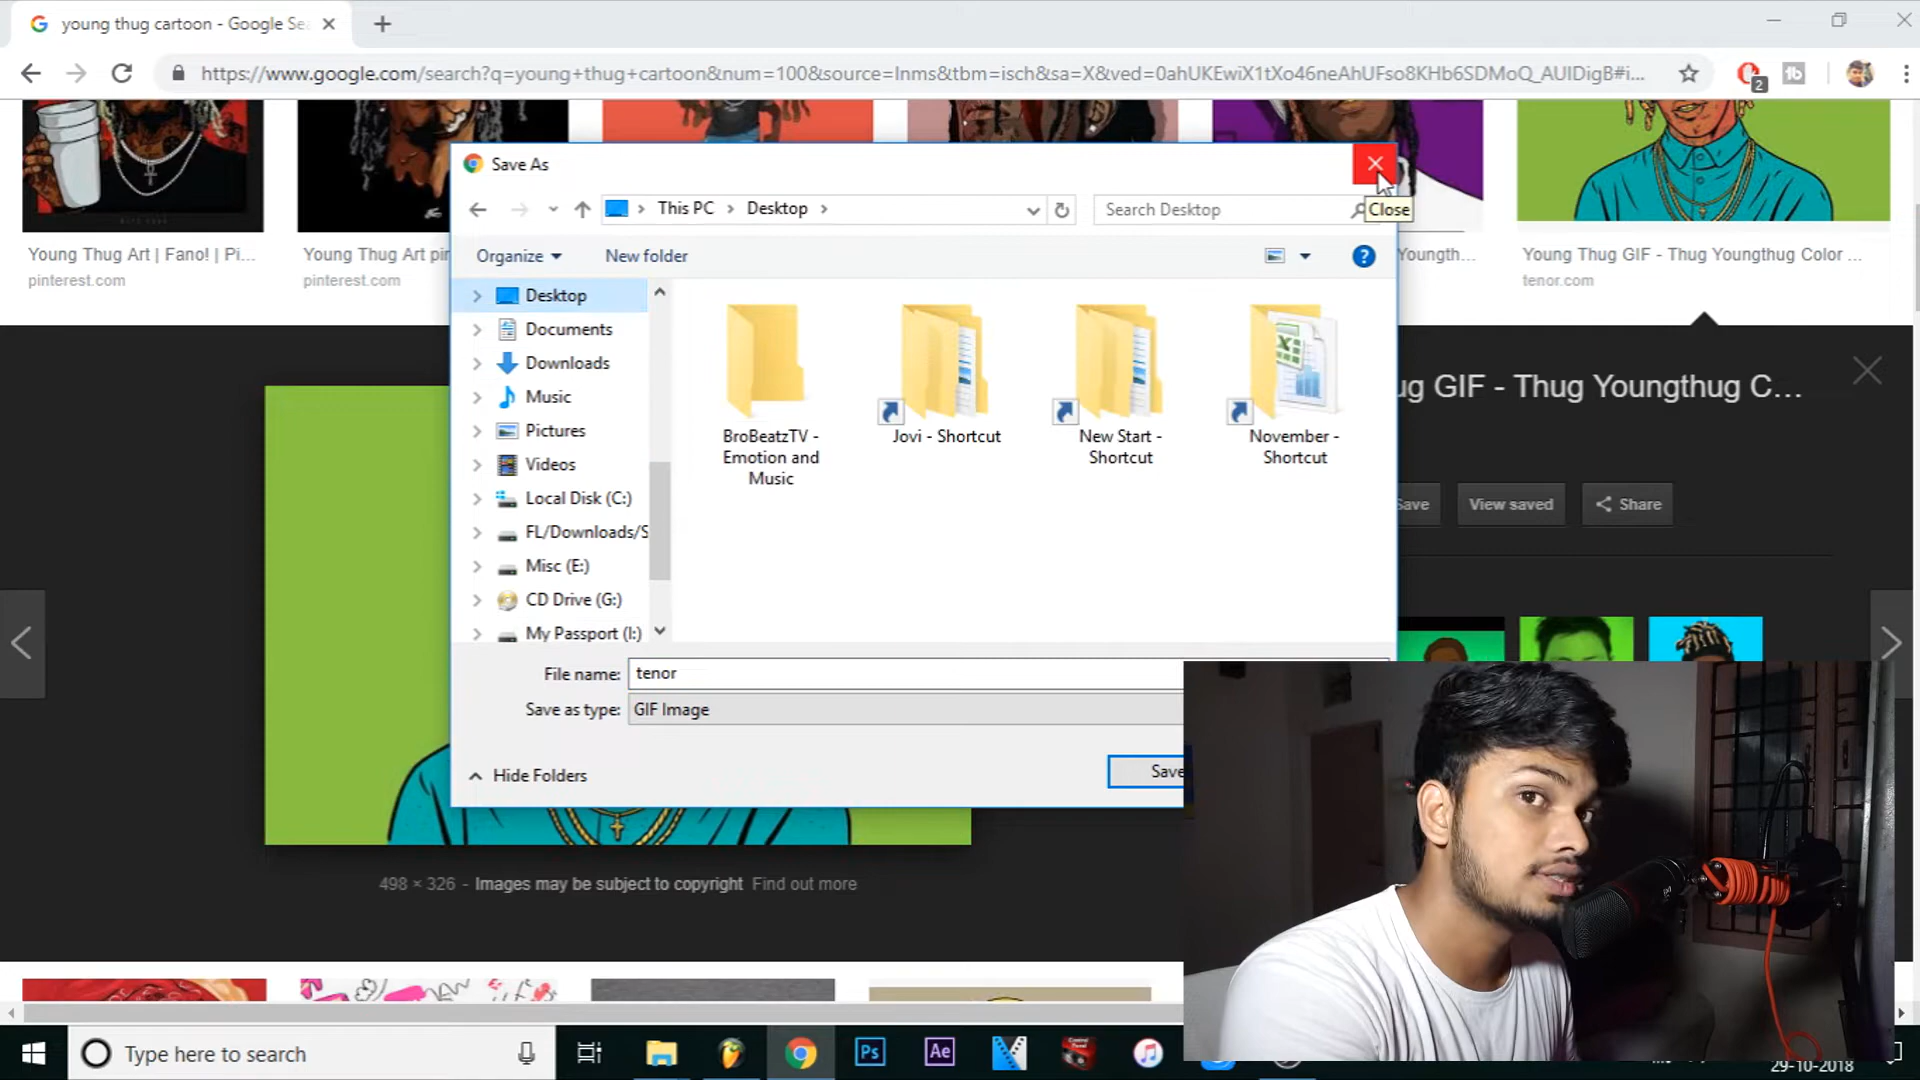 young thug cartoon - Google Sea
https://www.google.com/search?q=young+thug+cartoon&num=100&source=lnms&tbm=isch&sa=X&ved=0ahUKEwiX1tXo46neAhUFso8KHb6SDMoQ_AUIDigB#i...
2
Young Thug Art | Fano! | Pi...
pinterest.com
Young Thug Art pin
pinterest.com
Youngth...
Young Thug GIF - Thug Youngthug Color ...
tenor.com
Save As
Close
This PC
Desktop
Search Desktop
Organize
New folder
Desktop
Documents
Downloads
Music
Pictures
Videos
Local Disk (C:)
FL/Downloads/S
Misc (E:)
CD Drive (G:)
My Passport (I:)
BroBeatzTV -
Emotion and
Music
Jovi - Shortcut
New Start -
Shortcut
November -
Shortcut
File name: tenor
Save as type: GIF Image
Hide Folders
Save
ug GIF - Thug Youngthug C...
Save
View saved
Share
498 × 326 - Images may be subject to copyright Find out more
Type here to search
Ps
Ae
29-10-2018